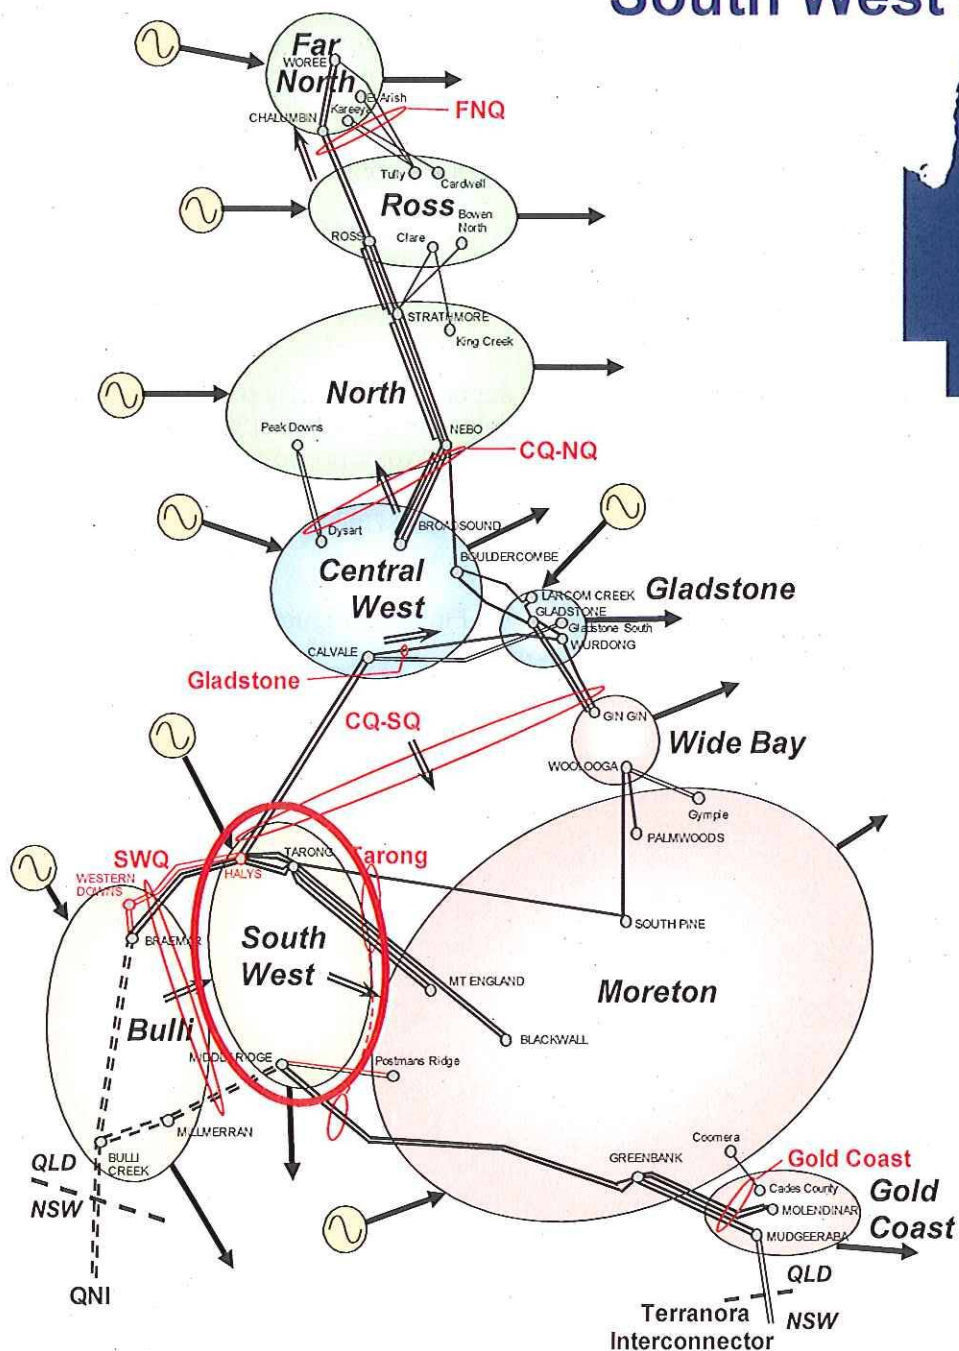 South West
Far
WOREE
North
El Arish
Kareeya
CHALUMBIN
FNQ
Tully
Cardwell
Ross
Bowen
North
ROSS
Clare
STRATHMORE
King Creek
North
Peak Downs
NEBO
CQ-NQ
Dysart
BROADSOUND
BOULDERCOMBE
Central
West
LARCOM CREEK
Gladstone
GLADSTONE
Gladstone South
WURDONG
CALVALE
Gladstone
CQ-SQ
GIN GIN
Wide Bay
WOOLOOGA
Gympie
PALMWOODS
SWQ
TARONG
Tarong
WESTERN
DOWNS
HALYS
SOUTH PINE
BRAEMAR
South
West
MT ENGLAND
Moreton
Bulli
BLACKWALL
MIDDLERIDGE
Postmans Ridge
MILLMERRAN
BULLI
CREEK
QLD
NSW
QNI
Coomera
GREENBANK
Gold Coast
Cades County
Gold
Coast
MOLENDINAR
MUDGEERABA
QLD
NSW
Terranora
Interconnector